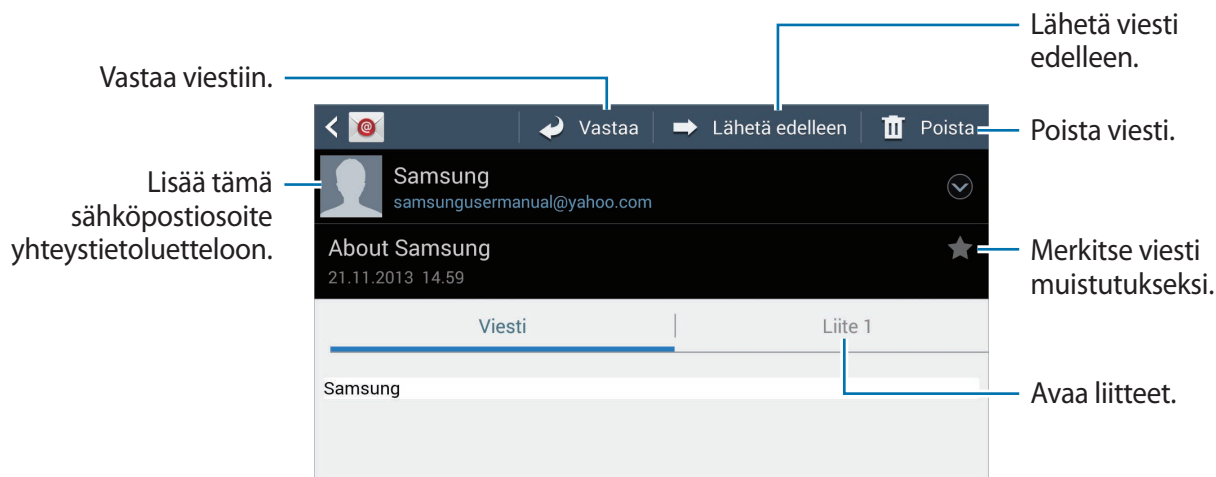 Lähetä viesti
edelleen.
Vastaa viestiin.
Vastaa
Lähetä edelleen
Poista
Poista viesti.
Lisää tämä
sähköpostiosoite
yhteystietoluetteloon.
Samsung
samsungusermanual@yahoo.com
About Samsung
21.11.2013 14.59
Merkitse viesti
muistutukseksi.
Viesti
Liite 1
Samsung
Avaa liitteet.